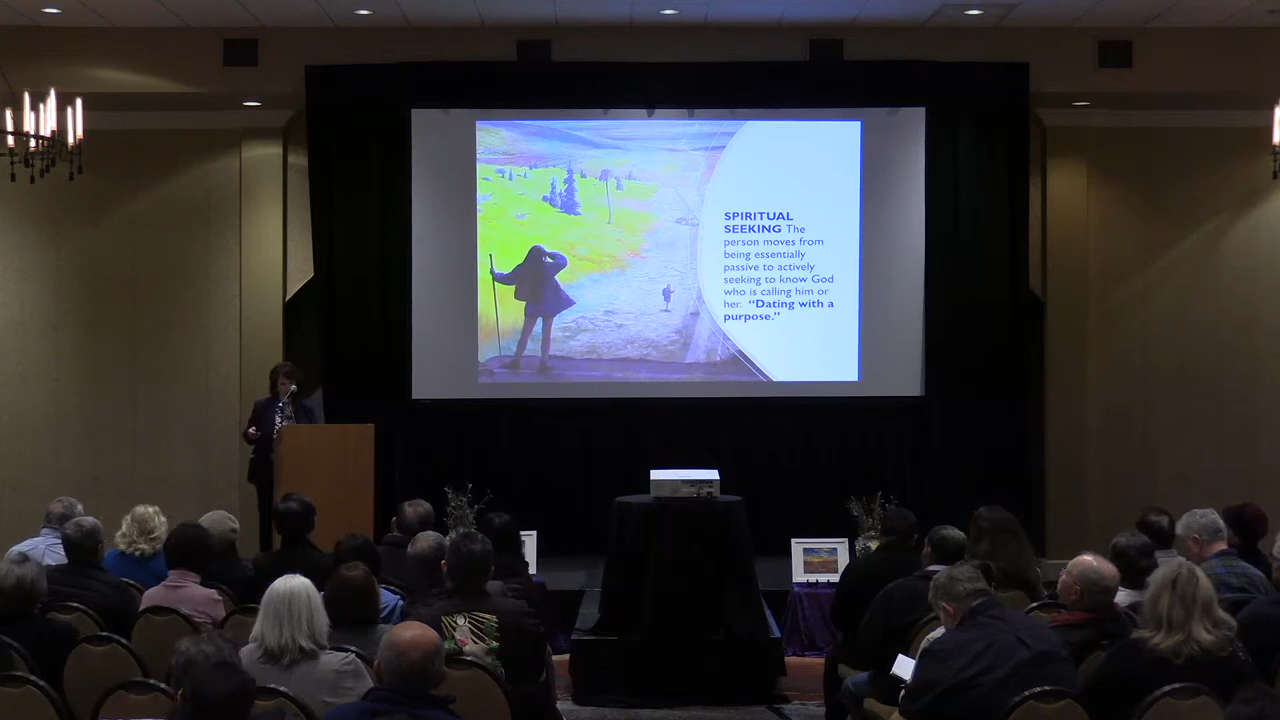 SPIRITUAL
SEEKING The
person moves from
being essentially
passive to actively
seeking to know God
who is calling him or
her. “Dating with a
purpose.”